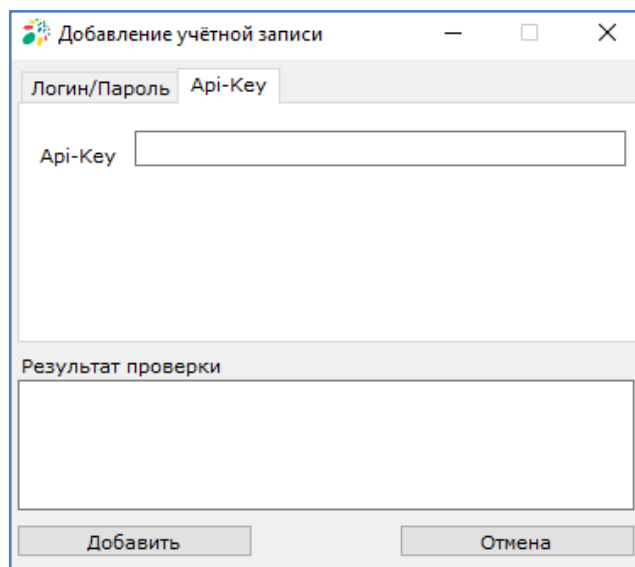 Добавление учётной записи
Логин/Пароль Api-Key
Api-Key
Результат проверки
Добавить Отмена